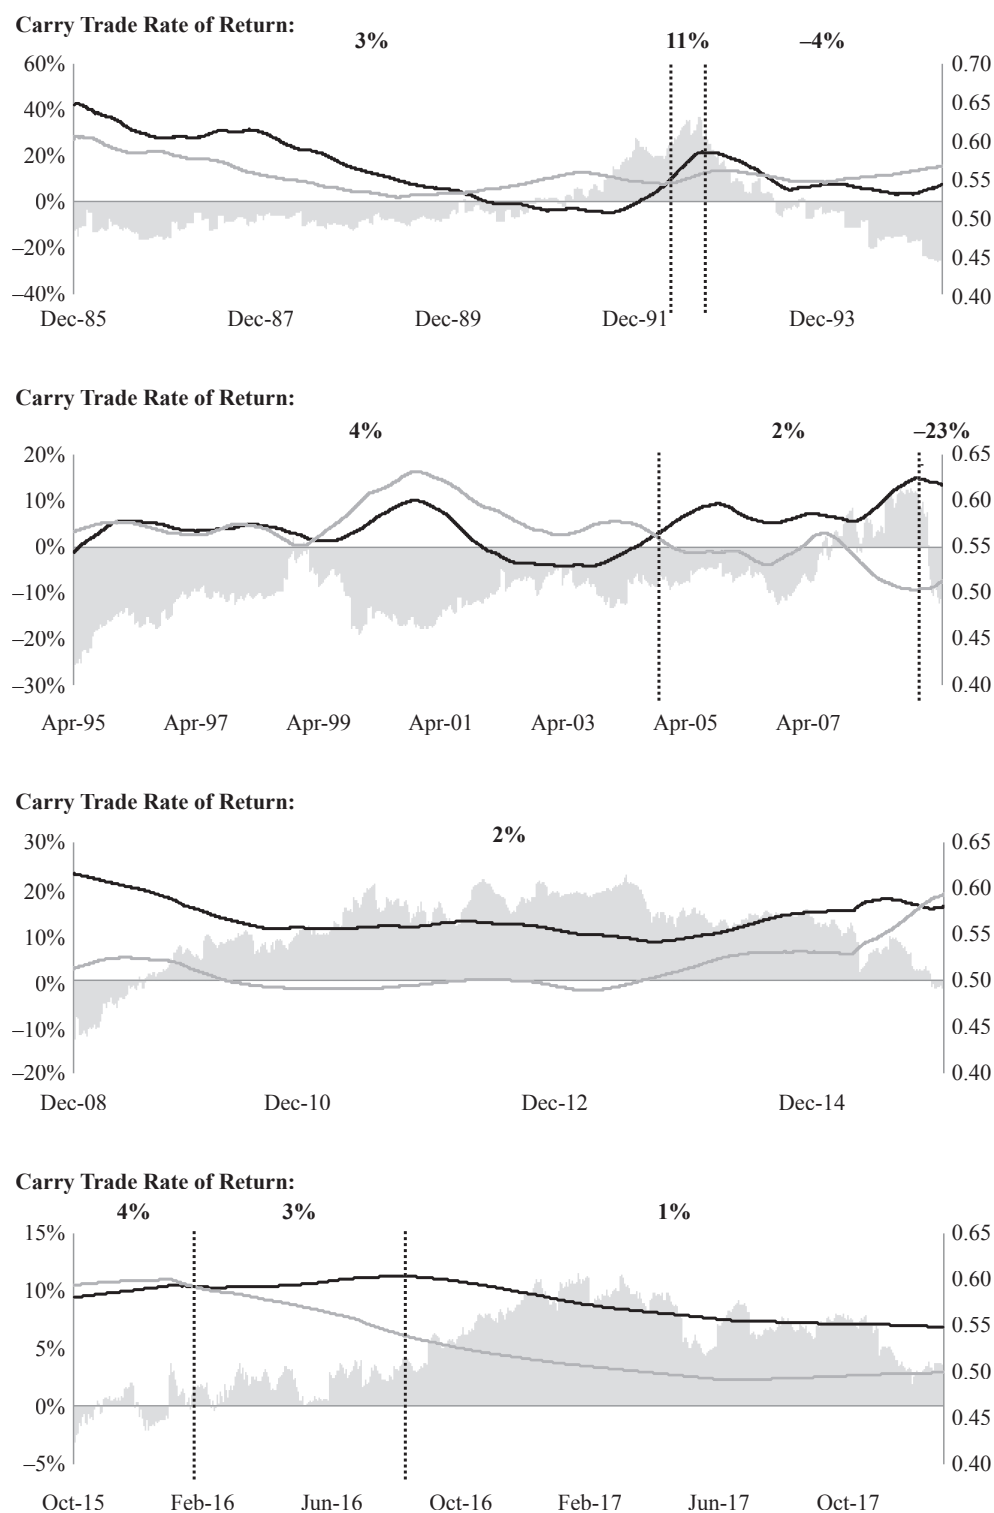 Carry Trade Rate of Return:
3% 11% –4%
60% 0.70
40% 0.65
20% 0.60
0% 0.55
–20% 0.50
–40% 0.45
0.40
Dec-85 Dec-87 Dec-89 Dec-91 Dec-93
Carry Trade Rate of Return:
4% 2% –23%
20% 0.65
10% 0.60
0% 0.55
–10% 0.50
–20% 0.45
–30% 0.40
Apr-95 Apr-97 Apr-99 Apr-01 Apr-03 Apr-05 Apr-07
Carry Trade Rate of Return:
2%
30% 0.65
20% 0.60
10% 0.55
0% 0.50
–10% 0.45
–20% 0.40
Dec-08 Dec-10 Dec-12 Dec-14
Carry Trade Rate of Return:
4% 3% 1%
15% 0.65
10% 0.60
5% 0.55
0% 0.50
–5% 0.45
0.40
Oct-15 Feb-16 Jun-16 Oct-16 Feb-17 Jun-17 Oct-17